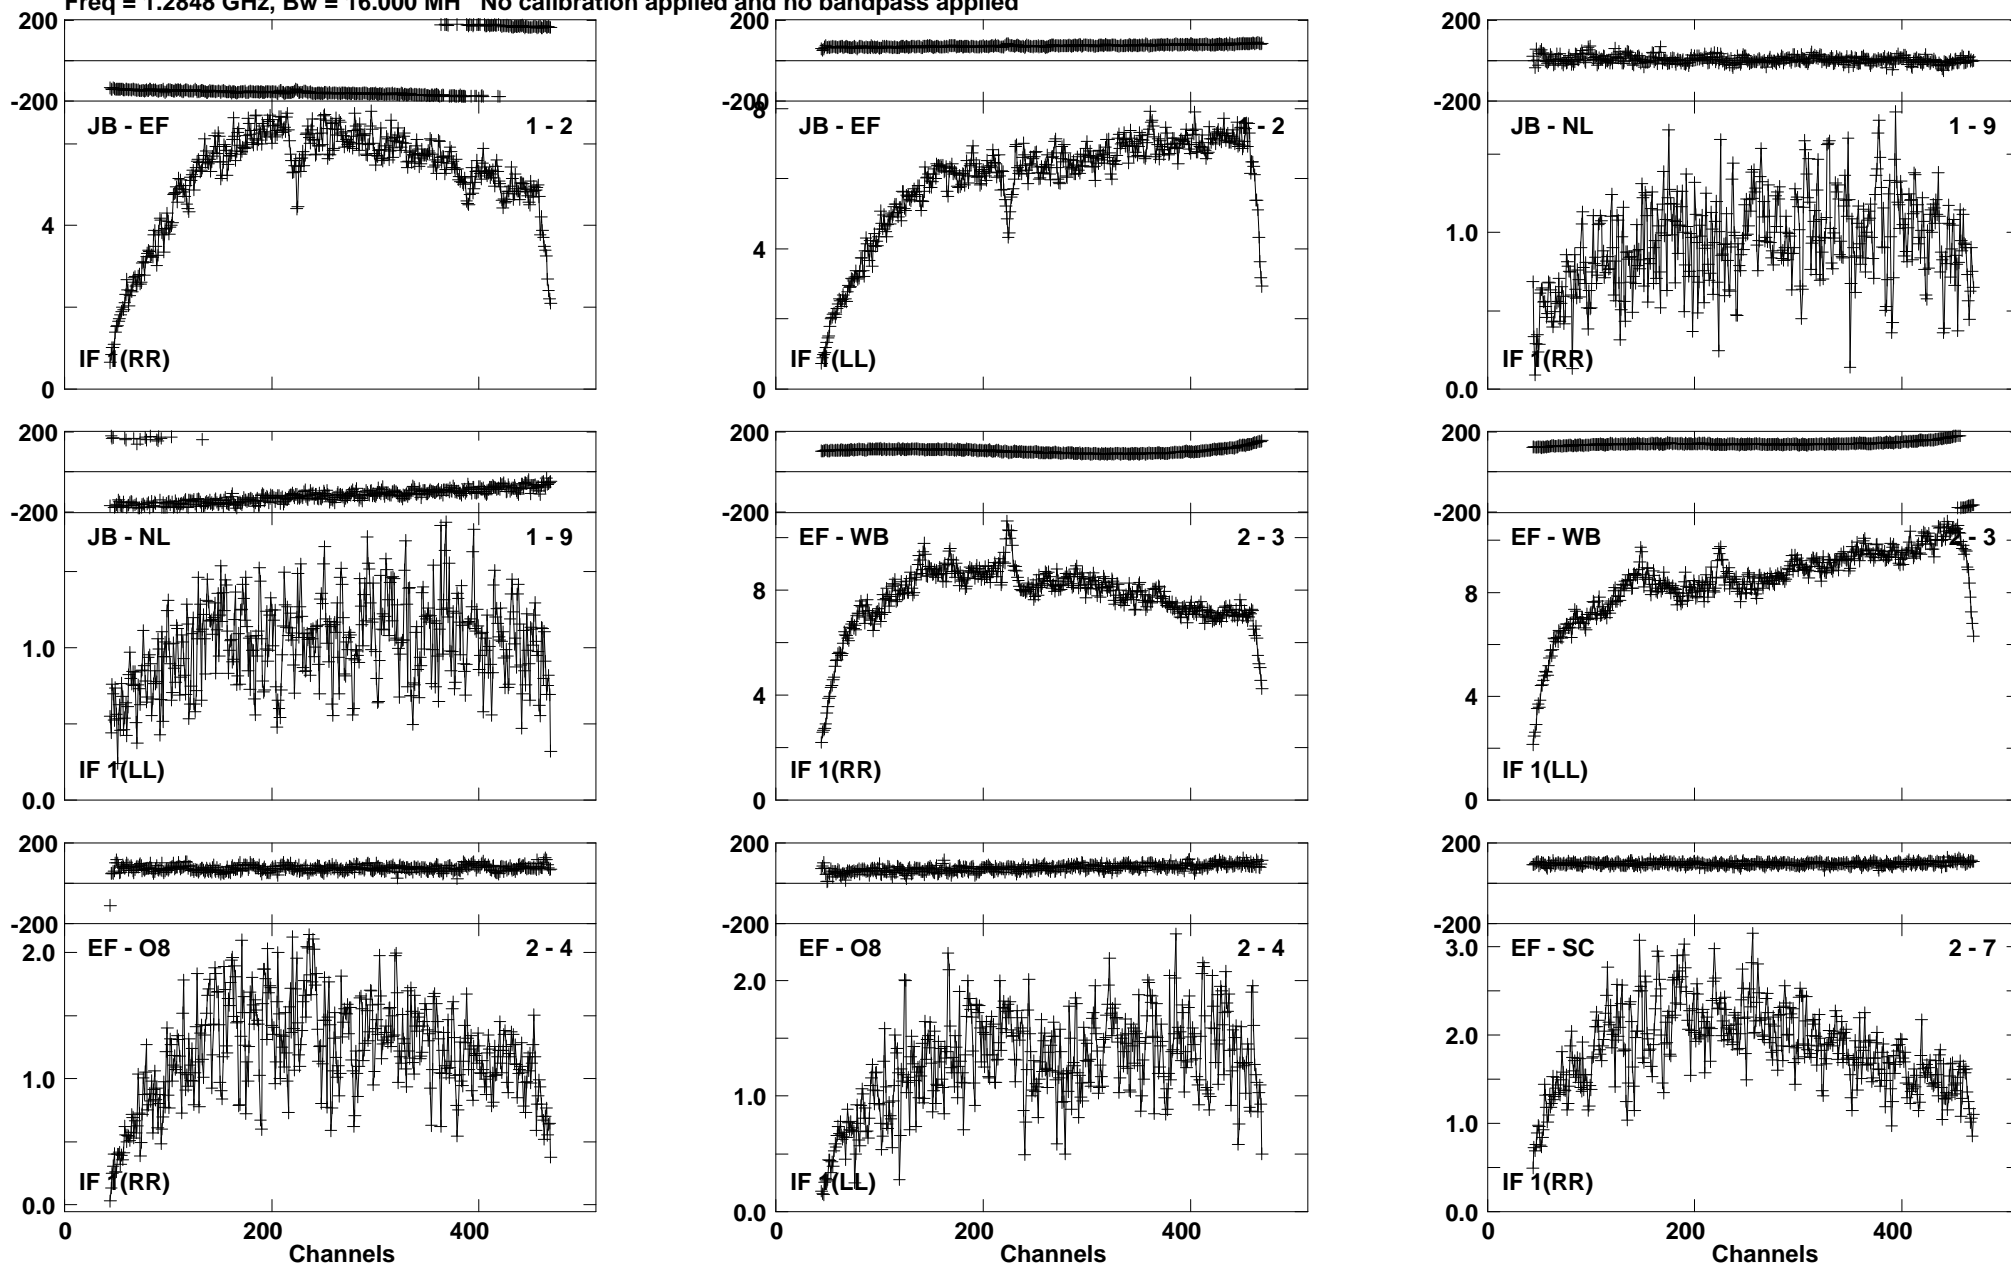 Freq = 1.2848 GHz, Bw = 16.000 MH No calibration applied and no bandpass applied
200
-200
JB - EF 1 - 2
4
IF 1(RR)
0
-200
8
JB - EF 1 - 2
4
IF 1(LL)
0
200
-200
JB - NL 1 - 9
1.0
IF 1(RR)
0.0
200
-200
JB - NL 1 - 9
1.0
IF 1(LL)
0.0
200
-200
EF - WB 2 - 3
8
4
IF 1(RR)
0
200
-200
EF - WB 2 - 3
8
4
IF 1(LL)
0
200
-200
EF - O8 2 - 4
2.0
1.0
IF 1(RR)
0.0
0 200 400
Channels
200
-200
EF - O8 2 - 4
2.0
1.0
IF 1(LL)
0.0
200 400
200
-200
EF - SC 2 - 7
3.0
2.0
1.0
IF 1(RR)
0.0
0 200 400
Channels